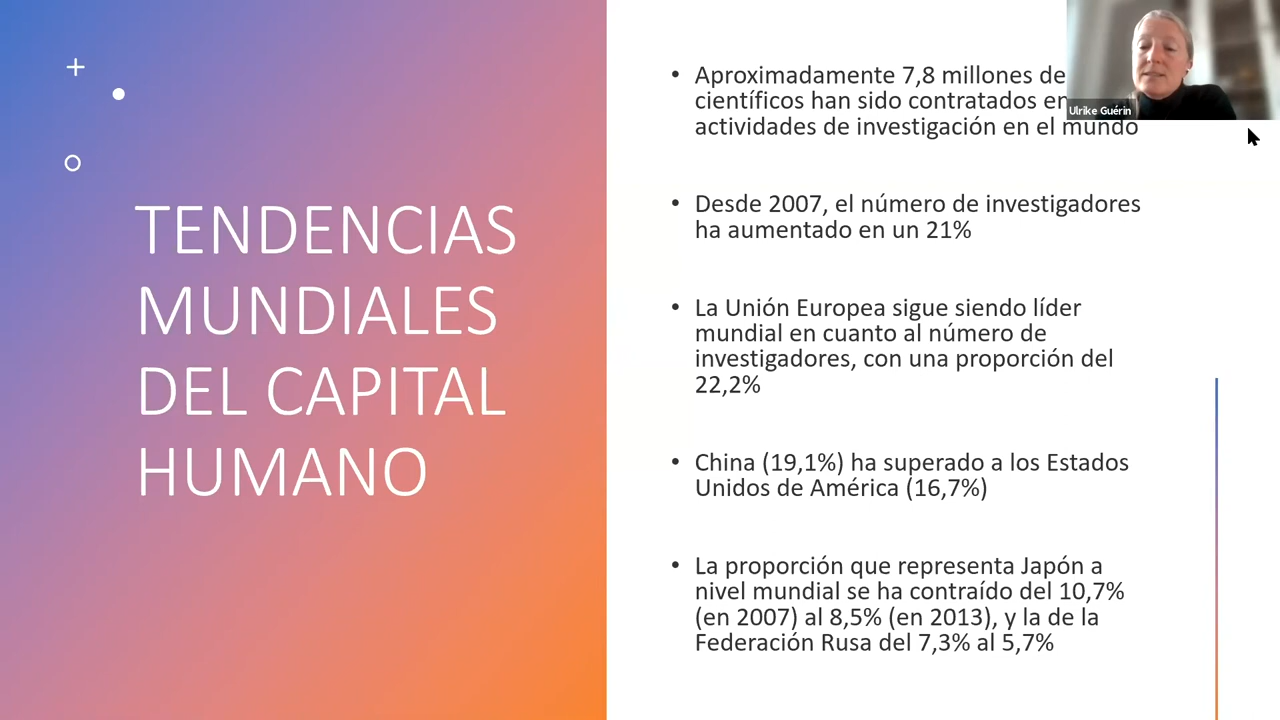 TENDENCIAS
MUNDIALES
DEL CAPITAL
HUMANO
Aproximadamente 7,8 millones de
científicos han sido contratados en
actividades de investigación en el mundo
Desde 2007, el número de investigadores
ha aumentado en un 21%
La Unión Europea sigue siendo líder
mundial en cuanto al número de
investigadores, con una proporción del
22,2%
China (19,1%) ha superado a los Estados
Unidos de América (16,7%)
La proporción que representa Japón a
nivel mundial se ha contraído del 10,7%
(en 2007) al 8,5% (en 2013), y la de la
Federación Rusa del 7,3% al 5,7%
Ulrike Guérin